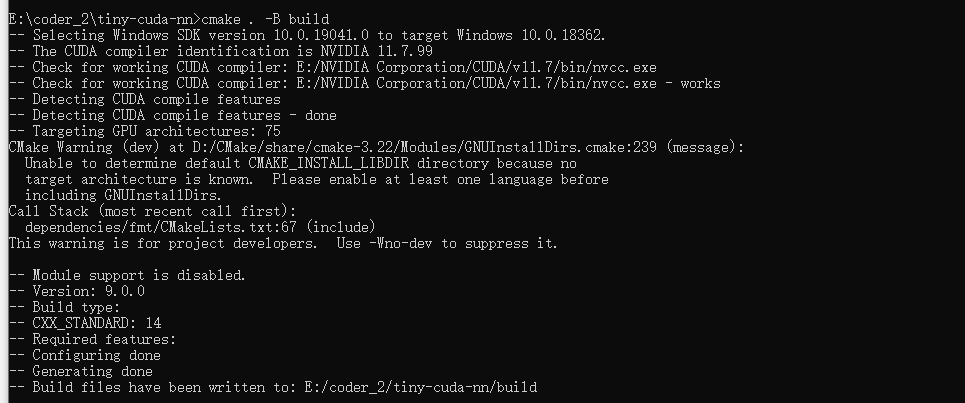 E:\coder_2\tiny-cuda-nn>cmake . -B build
-- Selecting Windows SDK version 10.0.19041.0 to target Windows 10.0.18362.
-- The CUDA compiler identification is NVIDIA 11.7.99
-- Check for working CUDA compiler: E:/NVIDIA Corporation/CUDA/v11.7/bin/nvcc.exe
-- Check for working CUDA compiler: E:/NVIDIA Corporation/CUDA/v11.7/bin/nvcc.exe - works
-- Detecting CUDA compile features
-- Detecting CUDA compile features - done
-- Targeting GPU architectures: 75
CMake Warning (dev) at D:/CMake/share/cmake-3.22/Modules/GNUInstallDirs.cmake:239 (message):
  Unable to determine default CMAKE_INSTALL_LIBDIR directory because no
  target architecture is known.  Please enable at least one language before
  including GNUInstallDirs.
Call Stack (most recent call first):
  dependencies/fmt/CMakeLists.txt:67 (include)
This warning is for project developers.  Use -Wno-dev to suppress it.

-- Module support is disabled.
-- Version: 9.0.0
-- Build type:
-- CXX_STANDARD: 14
-- Required features:
-- Configuring done
-- Generating done
-- Build files have been written to: E:/coder_2/tiny-cuda-nn/build